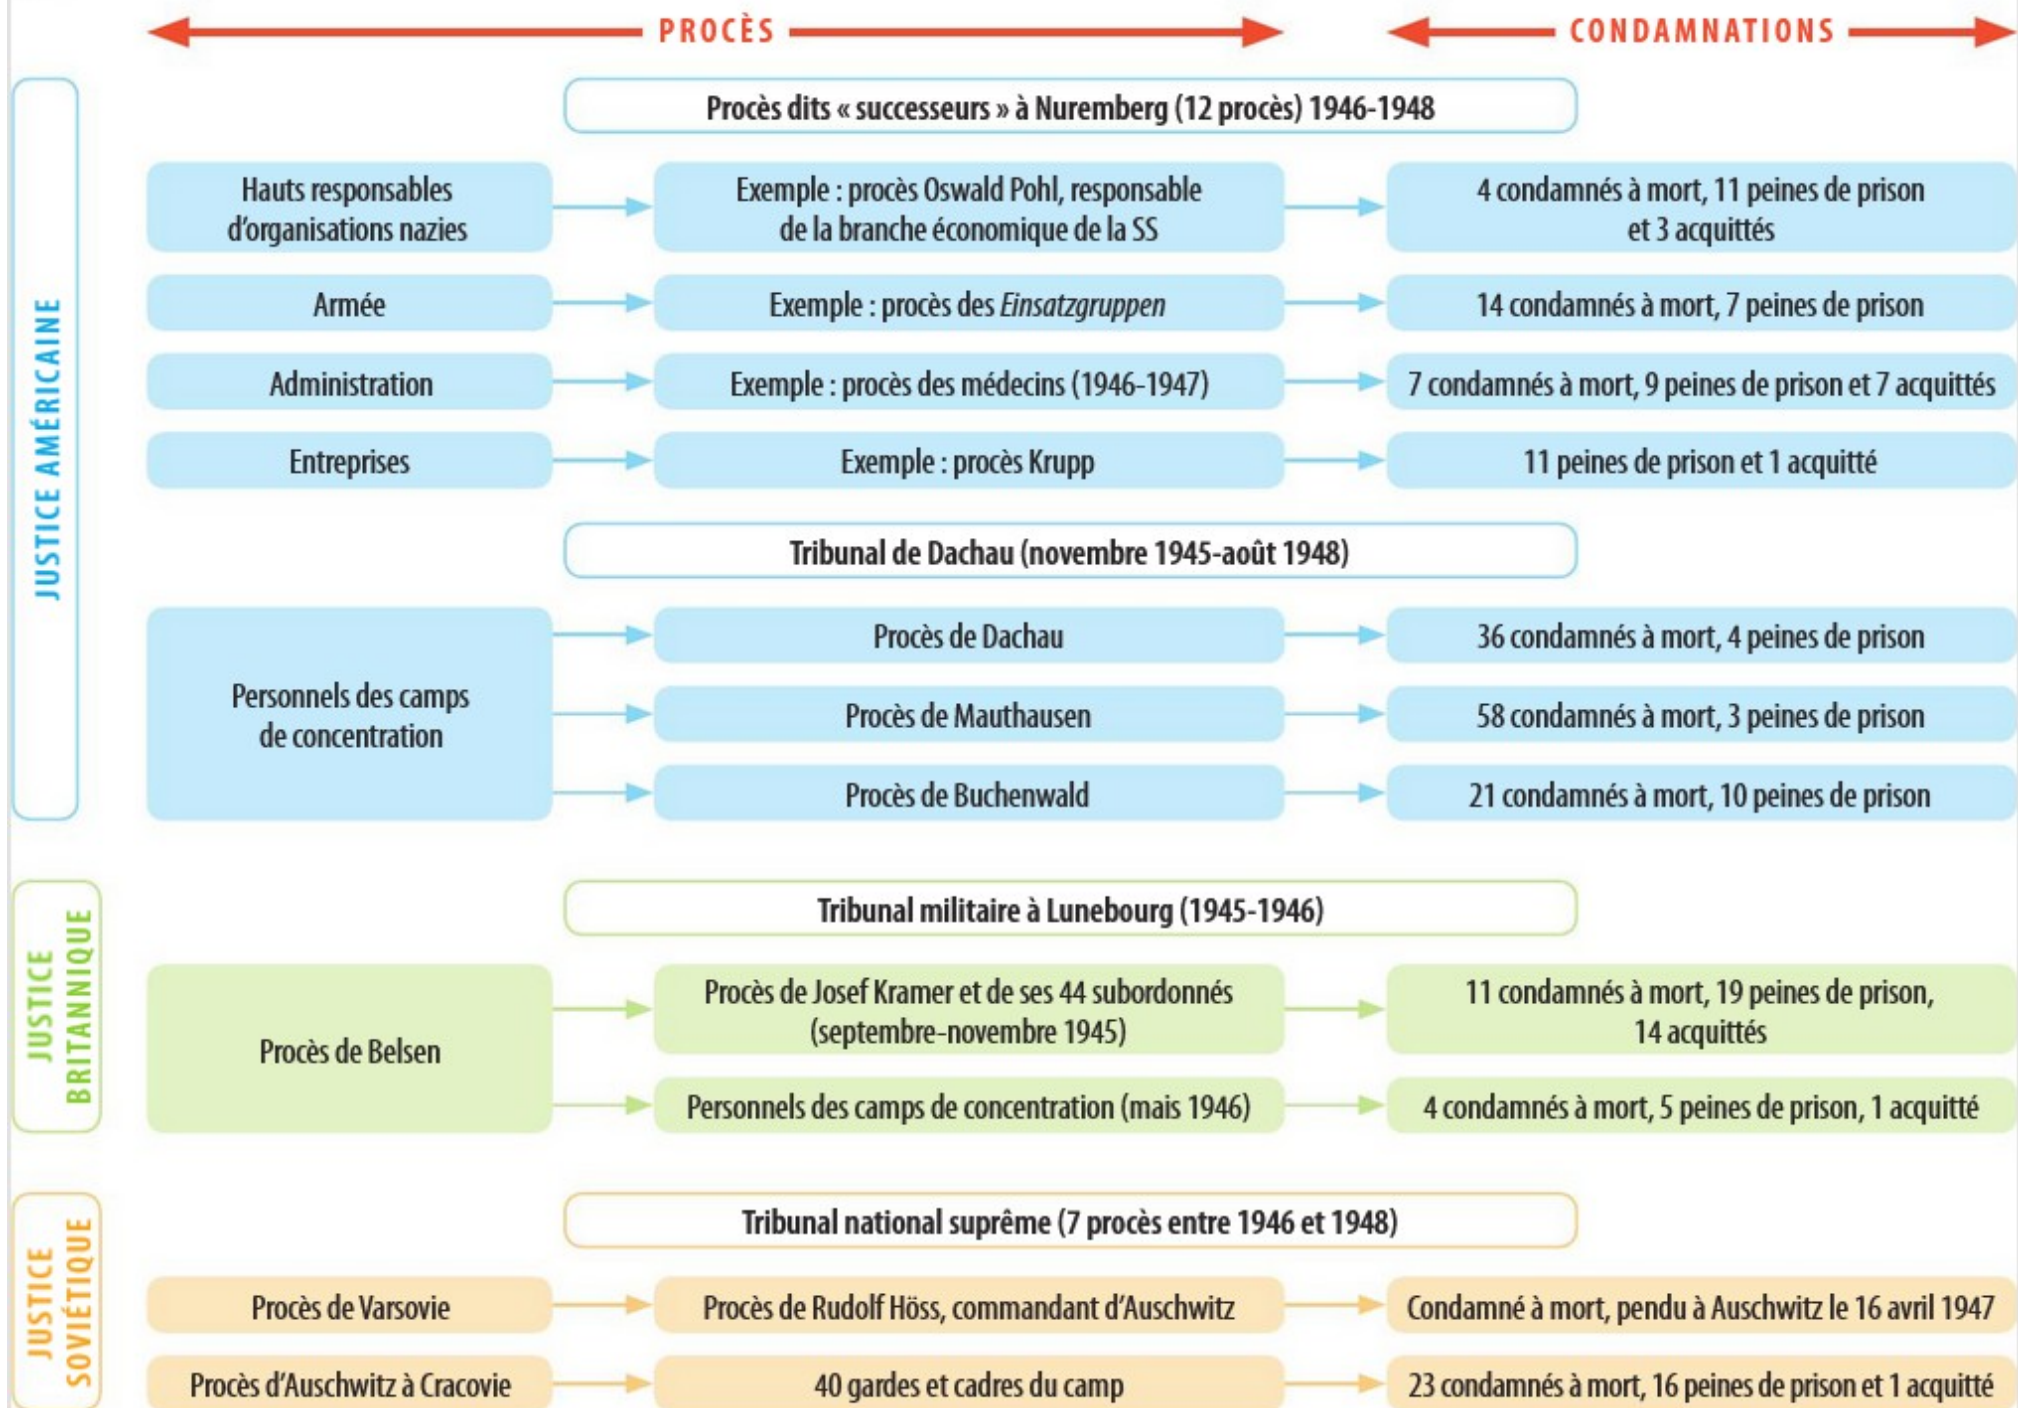 PROCÈS
CONDAMNATIONS
JUSTICE AMÉRICAINE
Procès dits « successeurs » à Nuremberg (12 procès) 1946-1948
Hauts responsables
d'organisations nazies
Exemple : procès Oswald Pohl, responsable
de la branche économique de la SS
4 condamnés à mort, 11 peines de prison
et 3 acquittés
Armée
Exemple : procès des Einsatzgruppen
14 condamnés à mort, 7 peines de prison
Administration
Exemple : procès des médecins (1946-1947)
7 condamnés à mort, 9 peines de prison et 7 acquittés
Entreprises
Exemple : procès Krupp
11 peines de prison et 1 acquitté
Tribunal de Dachau (novembre 1945-août 1948)
Personnels des camps
de concentration
Procès de Dachau
36 condamnés à mort, 4 peines de prison
Procès de Mauthausen
58 condamnés à mort, 3 peines de prison
Procès de Buchenwald
21 condamnés à mort, 10 peines de prison
JUSTICE
BRITANNIQUE
Tribunal militaire à Lunebourg (1945-1946)
Procès de Belsen
Procès de Josef Kramer et de ses 44 subordonnés
(septembre-novembre 1945)
11 condamnés à mort, 19 peines de prison,
14 acquittés
Personnels des camps de concentration (mais 1946)
4 condamnés à mort, 5 peines de prison, 1 acquitté
JUSTICE
SOVIÉTIQUE
Tribunal national suprême (7 procès entre 1946 et 1948)
Procès de Varsovie
Procès de Rudolf Höss, commandant d'Auschwitz
Condamné à mort, pendu à Auschwitz le 16 avril 1947
Procès d'Auschwitz à Cracovie
40 gardes et cadres du camp
23 condamnés à mort, 16 peines de prison et 1 acquitté